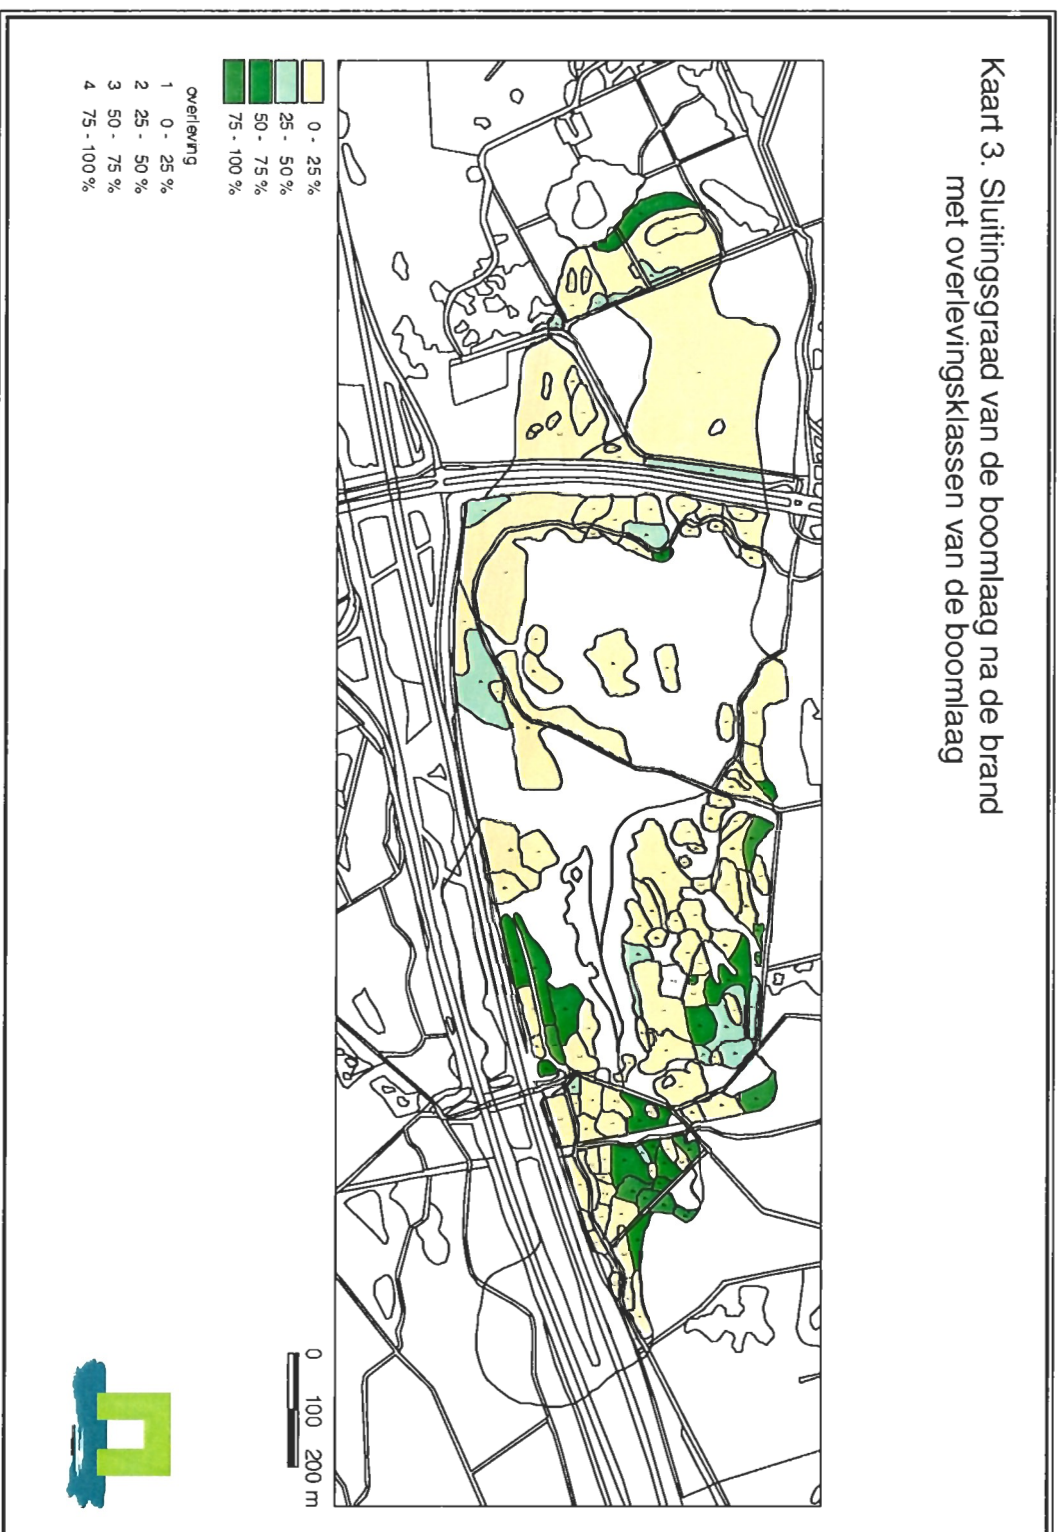 Kaart 3. Sluitingsgraad van de boomlaag na de brand
met overlevingsklassen van de boomlaag
0 - 25 %
25 - 50 %
50 - 75 %
75 - 100 %
overleving
1 0 - 25 %
2 25 - 50 %
3 50 - 75 %
4 75 - 100 %
0 100 200 m